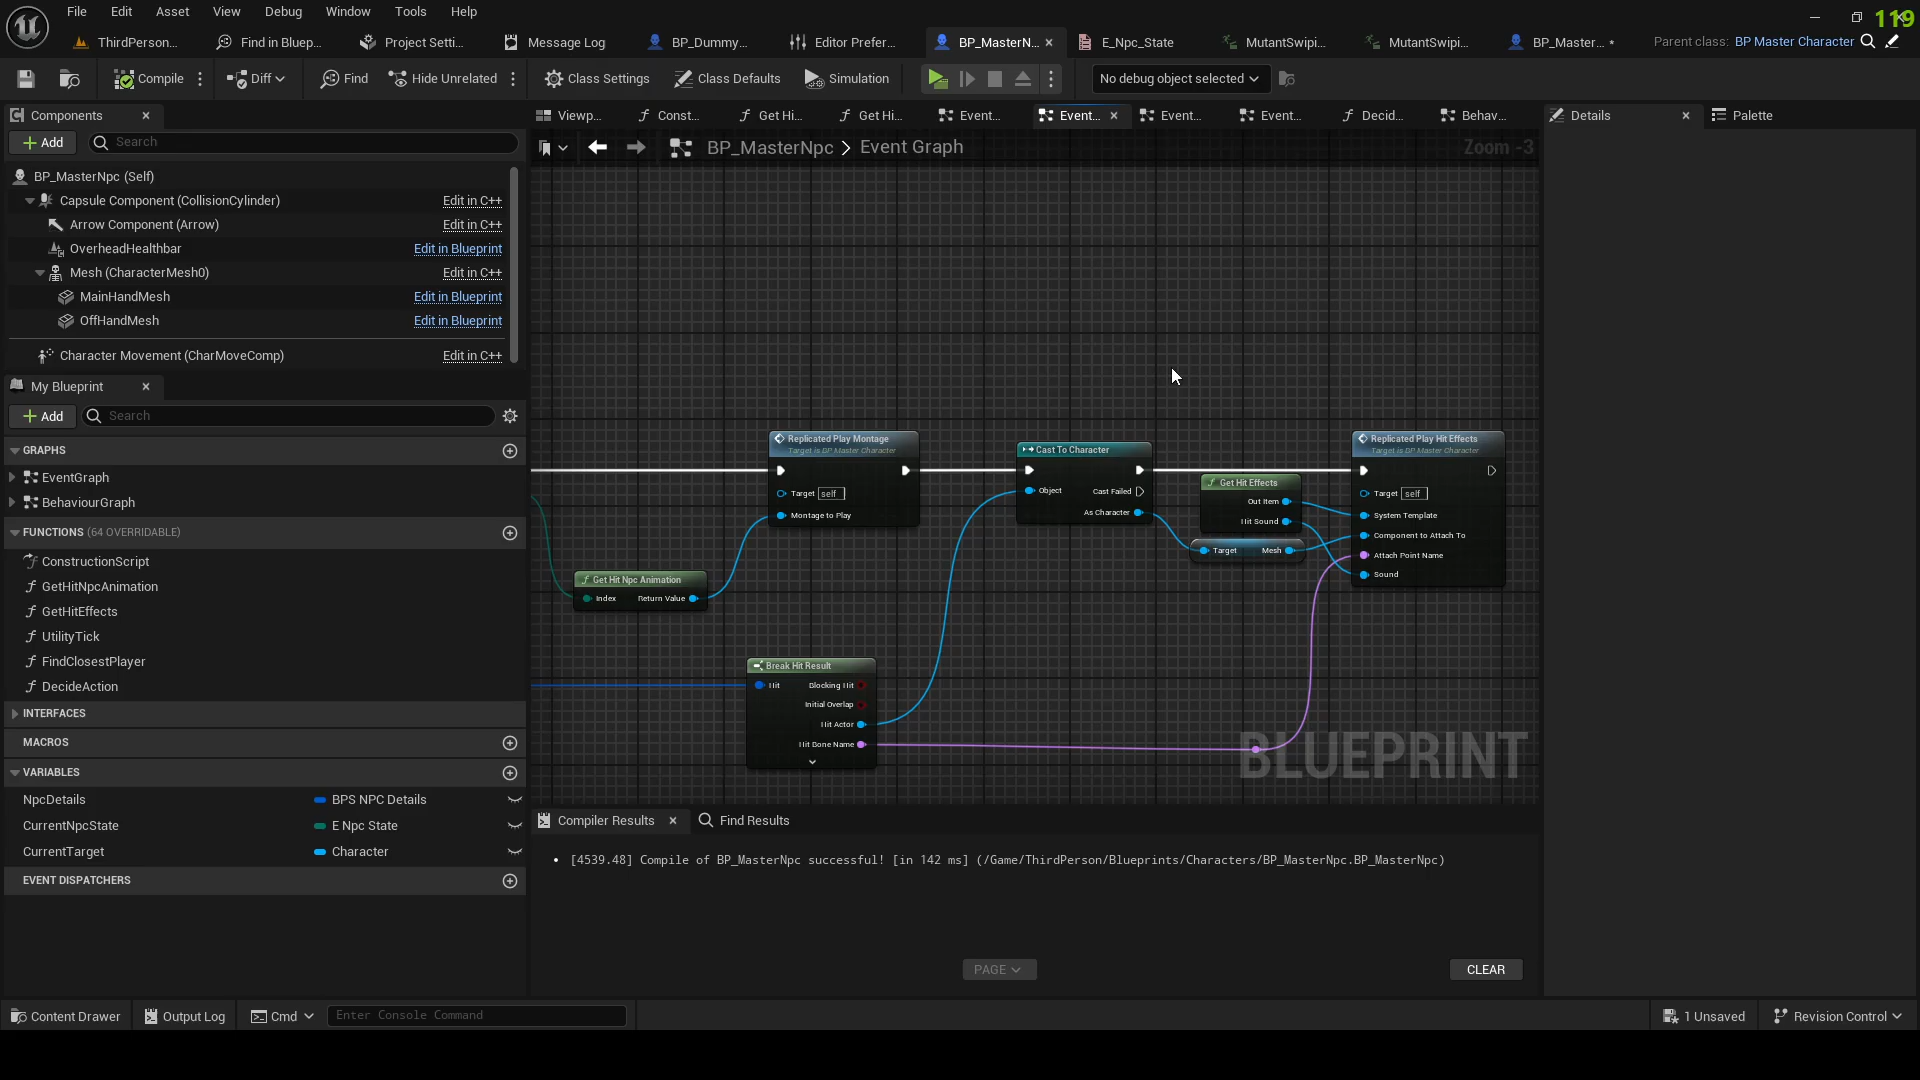 File Edit Asset View Debug Window Tools Help
119
ThirdPerson... Find in Bluep... Project Setti... Message Log BP_Dummy... Editor Prefer... BP_MasterN... E_Npc_State MutantSwipi... MutantSwipi... BP_Master... * Parent class: BP Master Character
Compile Diff Find Hide Unrelated Class Settings Class Defaults Simulation No debug object selected
Components
Viewp... Const... Get Hi... Get Hi... Event... Event... Event... Event... Decid... Behav...
Details Palette
Add Search
BP_MasterNpc > Event Graph Zoom -3
BP_MasterNpc (Self)
Capsule Component (CollisionCylinder) Edit in C++
Arrow Component (Arrow) Edit in C++
OverheadHealthbar Edit in Blueprint
Mesh (CharacterMesh0) Edit in C++
MainHandMesh Edit in Blueprint
OffHandMesh Edit in Blueprint
Character Movement (CharMoveComp) Edit in C++
My Blueprint
Add Search
GRAPHS
EventGraph
BehaviourGraph
FUNCTIONS (64 OVERRIDABLE)
ConstructionScript
GetHitNpcAnimation
GetHitEffects
UtilityTick
FindClosestPlayer
DecideAction
INTERFACES
MACROS
VARIABLES
NpcDetails BPS NPC Details
CurrentNpcState E Npc State
CurrentTarget Character
EVENT DISPATCHERS
Replicated Play Montage
Target is BP Master Character
Target self
Montage to Play
Get Hit Npc Animation
Index Return Value
Break Hit Result
Hit Blocking Hit
Initial Overlap
Hit Actor
Hit Bone Name
Cast To Character
Object Cast Failed
As Character
Get Hit Effects
Out Item
Hit Sound
Target Mesh
Replicated Play Hit Effects
Target is BP Master Character
Target self
System Template
Component to Attach To
Attach Point Name
Sound
BLUEPRINT
Compiler Results Find Results
• [4539.48] Compile of BP_MasterNpc successful! [in 142 ms] (/Game/ThirdPerson/Blueprints/Characters/BP_MasterNpc.BP_MasterNpc)
PAGE CLEAR
Content Drawer Output Log Cmd Enter Console Command 1 Unsaved Revision Control